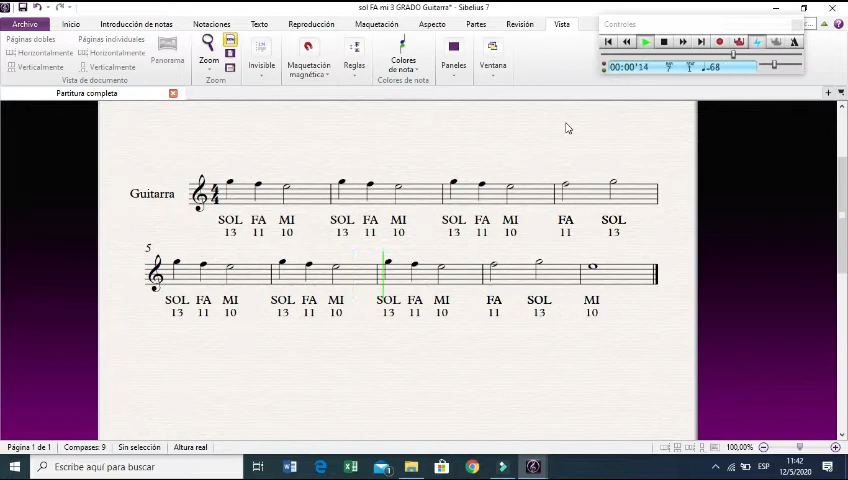 sol FA mi 3 GRADO Guitarra* - Sibelius 7
Archivo Inicio Introducción de notas Notaciones Texto Reproducción Maquetación Aspecto Partes Revisión Vista
Controles
Páginas dobles Páginas individuales
Horizontalmente Horizontalmente
Verticalmente Verticalmente
Panorama
Vista de documento
Zoom
Zoom
Invisible
Maquetación magnética
Reglas
Colores de nota
Colores de nota
Paneles
Ventana
00:00'14 7 1 ♩=68
Partitura completa
Guitarra
4
4
SOL FA MI SOL FA MI SOL FA MI FA SOL
13 11 10 13 11 10 13 11 10 11 13
5
SOL FA MI SOL FA MI SOL FA MI FA SOL MI
13 11 10 13 11 10 13 11 10 11 13 10
Página 1 de 1 Compases: 9 Sin selección Altura real 100,00%
Escribe aquí para buscar
ESP
11:42
12/5/2020